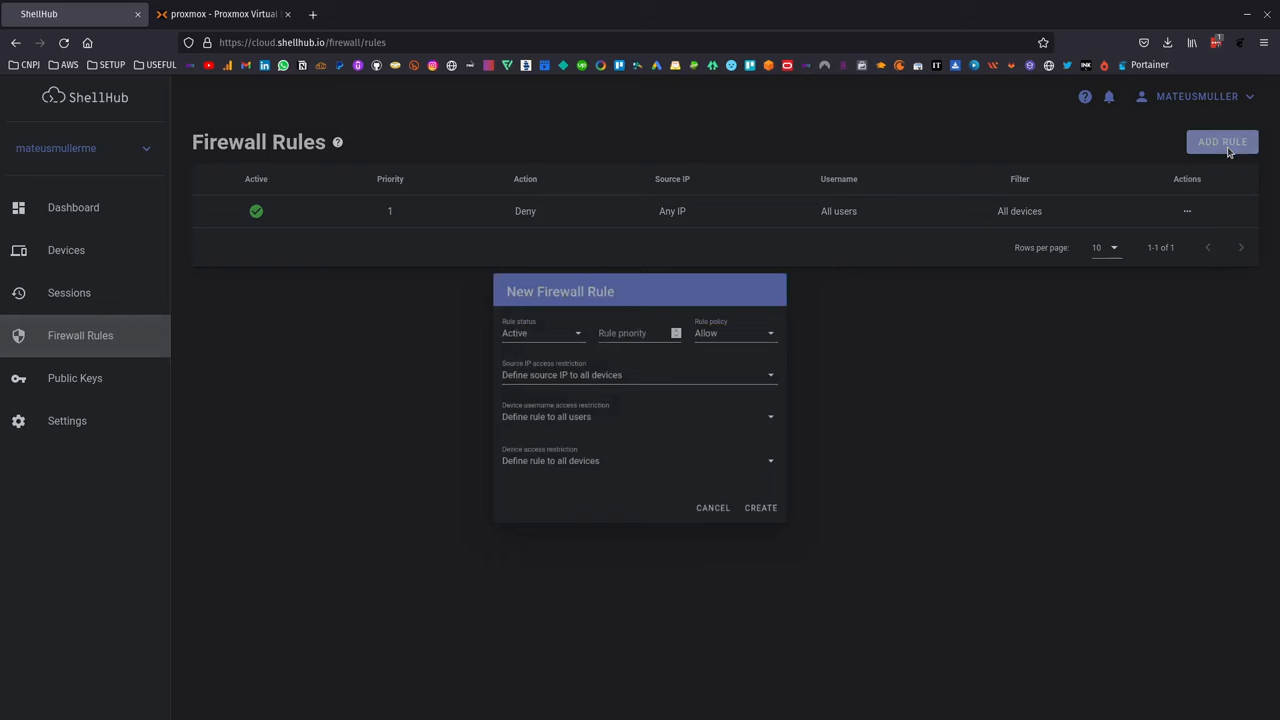 ShellHub
proxmox - Proxmox Virtual
https://cloud.shellhub.io/firewall/rules
CNPJ
AWS
SETUP
USEFUL
Portainer
ShellHub
MATEUSMULLER
mateusmullerme
Firewall Rules
ADD RULE
Active
Priority
Action
Source IP
Username
Filter
Actions
1
Deny
Any IP
All users
All devices
Rows per page:
10
1-1 of 1
Dashboard
Devices
Sessions
Firewall Rules
Public Keys
Settings
New Firewall Rule
Rule status
Active
Rule priority
Rule policy
Allow
Source IP access restriction
Define source IP to all devices
Device username access restriction
Define rule to all users
Device access restriction
Define rule to all devices
CANCEL
CREATE